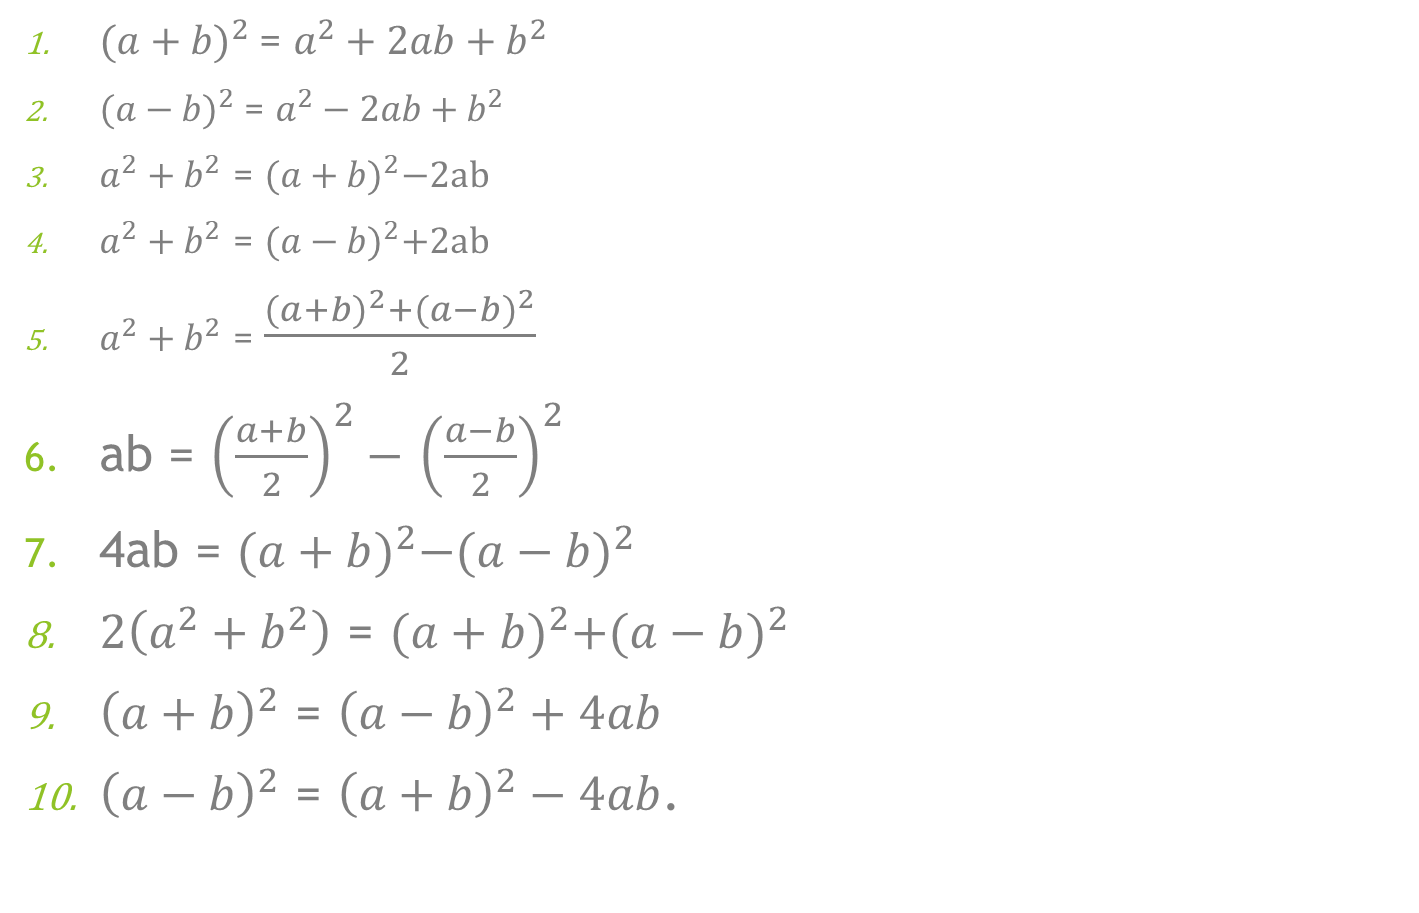 1. (a + b)² = a² + 2ab + b²
2. (a − b)² = a² − 2ab + b²
3. a² + b² = (a + b)²−2ab
4. a² + b² = (a − b)²+2ab
5. a² + b² = ((a+b)²+(a−b)²)/2
6. ab = ((a+b)/2)² − ((a−b)/2)²
7. 4ab = (a + b)²−(a − b)²
8. 2(a² + b²) = (a + b)²+(a − b)²
9. (a + b)² = (a − b)² + 4ab
10. (a − b)² = (a + b)² − 4ab.